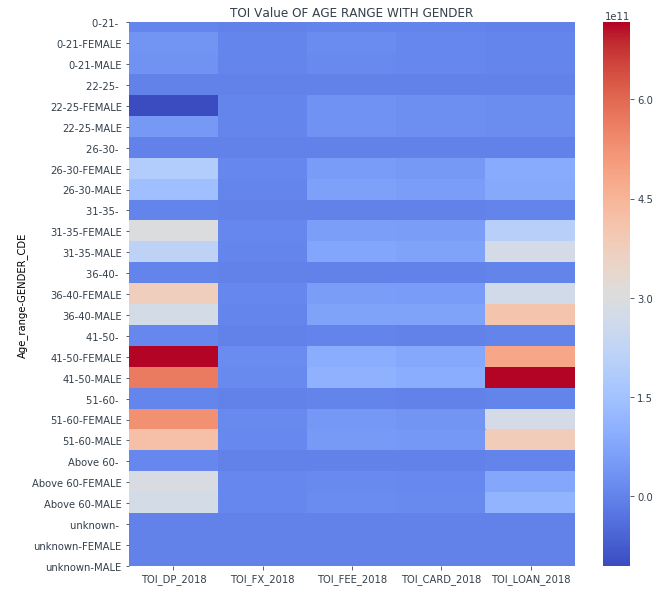 TOI Value OF AGE RANGE WITH GENDER
1e11
Age_range-GENDER_CDE
0-21-
0-21-FEMALE
0-21-MALE
22-25-
22-25-FEMALE
22-25-MALE
26-30-
26-30-FEMALE
26-30-MALE
31-35-
31-35-FEMALE
31-35-MALE
36-40-
36-40-FEMALE
36-40-MALE
41-50-
41-50-FEMALE
41-50-MALE
51-60-
51-60-FEMALE
51-60-MALE
Above 60-
Above 60-FEMALE
Above 60-MALE
unknown-
unknown-FEMALE
unknown-MALE
TOI_DP_2018 TOI_FX_2018 TOI_FEE_2018 TOI_CARD_2018 TOI_LOAN_2018
6.0
4.5
3.0
1.5
0.0